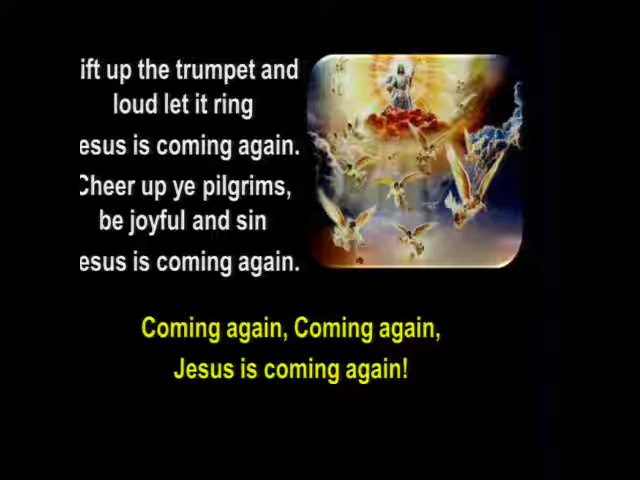 ift up the trumpet and
loud let it ring
esus is coming again.
Cheer up ye pilgrims,
be joyful and sin
esus is coming again.
Coming again, Coming again,
Jesus is coming again!